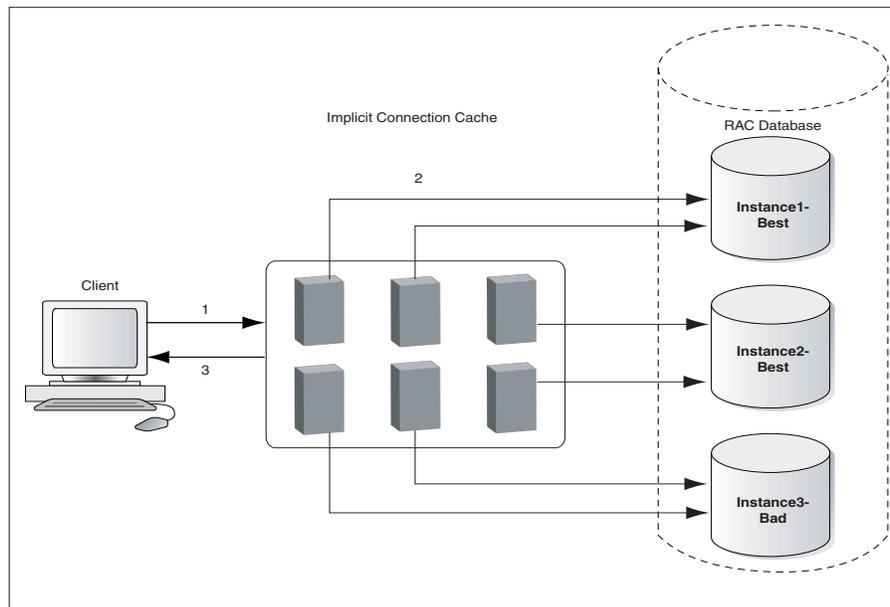 Implicit Connection Cache
RAC Database
2
Instance1-
Best
Client
1
Instance2-
Best
3
Instance3-
Bad